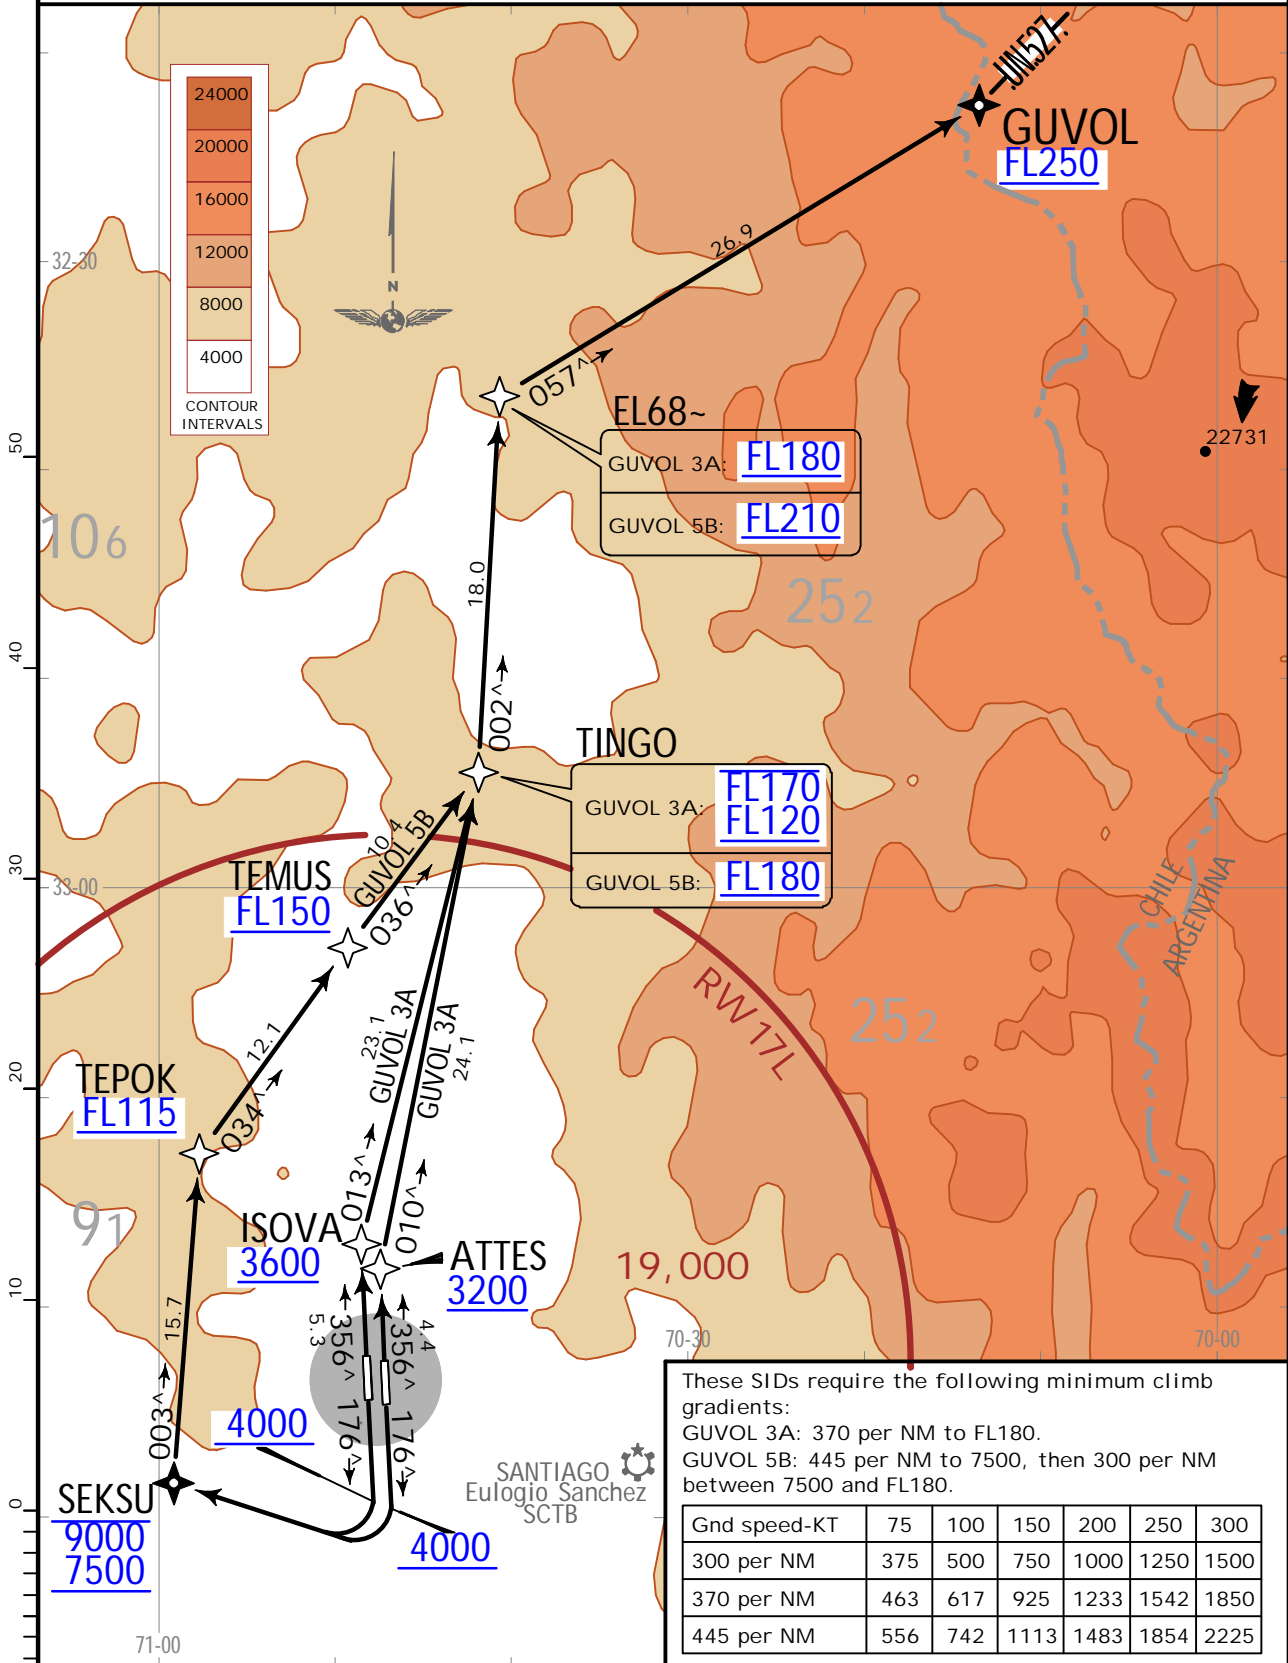 .UN527.
GUVOL
FL250
24000
20000
16000
12000
8000
4000
CONTOUR
INTERVALS
N
32-30
26.9
057^
EL68~
GUVOL 3A: FL180
GUVOL 5B: FL210
22731
50
106
252
18.0
40
002^
TINGO
GUVOL 3A: FL170
FL120
GUVOL 5B: FL180
10.4
GUVOL 5B
036^
30
33-00
TEMUS
FL150
CHILE
ARGENTINA
RW 17L
252
23.1
GUVOL 3A
GUVOL 3A
24.1
12.1
20
TEPOK
FL115
034^
013^
010^
91
ISOVA
3600
ATTES
3200
19,000
10
15.7
5.3
356^
356^
4.4
70-30
70-00
003^
176^
176^
4000
SANTIAGO
Eulogio Sanchez
SCTB
0
SEKSU
9000
7500
4000
71-00
These SIDs require the following minimum climb
gradients:
GUVOL 3A: 370 per NM to FL180.
GUVOL 5B: 445 per NM to 7500, then 300 per NM
between 7500 and FL180.
Gnd speed-KT 75 100 150 200 250 300
300 per NM 375 500 750 1000 1250 1500
370 per NM 463 617 925 1233 1542 1850
445 per NM 556 742 1113 1483 1854 2225